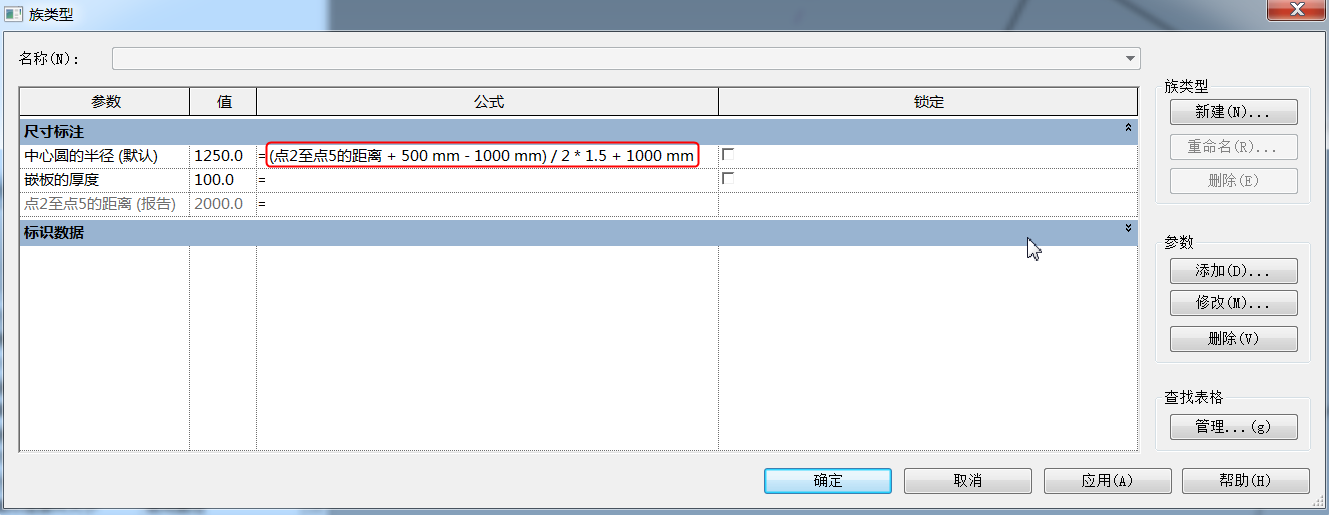 族类型
名称(N):
参数 值 公式 锁定
尺寸标注
中心圆的半径 (默认) 1250.0 = (点2至点5的距离 + 500 mm - 1000 mm) / 2 * 1.5 + 1000 mm
嵌板的厚度 100.0 =
点2至点5的距离 (报告) 2000.0 =
标识数据
族类型
新建(N)...
重命名(R)...
删除(E)
参数
添加(D)...
修改(M)...
删除(V)
查找表格
管理...(g)
确定 取消 应用(A) 帮助(H)